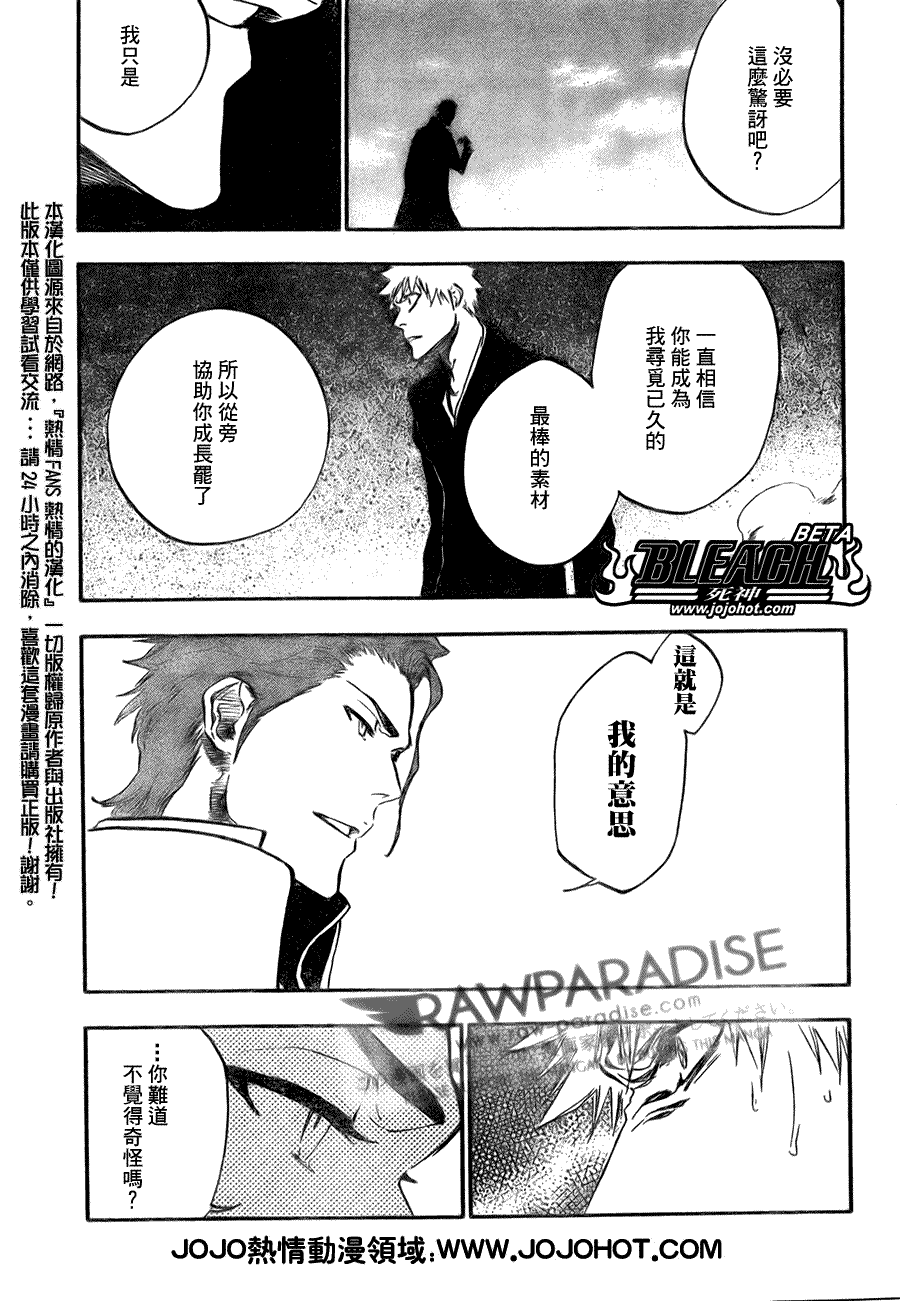 沒必要
這麼驚訝吧？
我只是
一直相信
你能成為
我尋覓已久的
最棒的素材
所以從旁
協助你成長罷了
BETA
BLEACH
死神
www.jojohot.com
這就是
我的意思
RAWPARADISE
www.raw-paradise.com
…你難道
不覺得奇怪嗎？
本漢化圖源來自於網路，『熱情FANS熱情的漢化』一切版權歸原作者與出版社擁有！
此版本僅供學習試看交流…請24小時之內消除，喜歡這套漫畫請購買正版！謝謝。
JOJO熱情動漫領域:WWW.JOJOHOT.COM